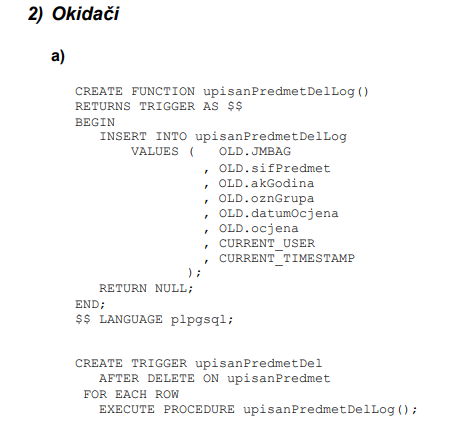 2) Okidači
a)
CREATE FUNCTION upisanPredmetDelLog()
RETURNS TRIGGER AS $$
BEGIN
INSERT INTO upisanPredmetDelLog
VALUES ( OLD.JMBAG
, OLD.sifPredmet
, OLD.akGodina
, OLD.oznGrupa
, OLD.datumOcjena
, OLD.ocjena
, CURRENT_USER
, CURRENT_TIMESTAMP
);
RETURN NULL;
END;
$$ LANGUAGE plpgsql;
CREATE TRIGGER upisanPredmetDel
AFTER DELETE ON upisanPredmet
FOR EACH ROW
EXECUTE PROCEDURE upisanPredmetDelLog();